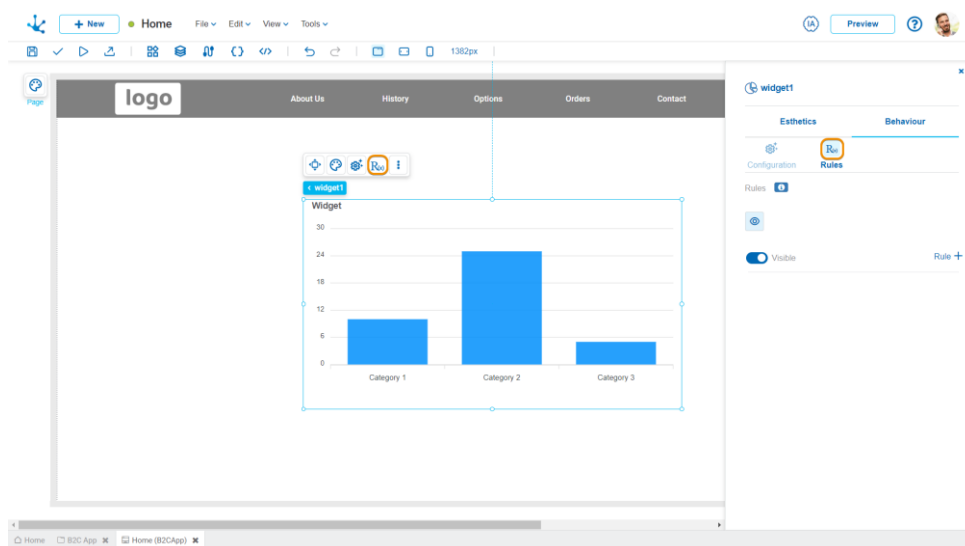 + New
Home
File
Edit
View
Tools
IA
Preview
?
1382px
Page
logo
About Us
History
Options
Orders
Contact
widget1
Esthetics
Behaviour
Configuration
Rules
Rules
Visible
Rule +
< widget1
Widget
30
24
18
12
6
0
Category 1
Category 2
Category 3
Home
B2C App
Home (B2CApp)